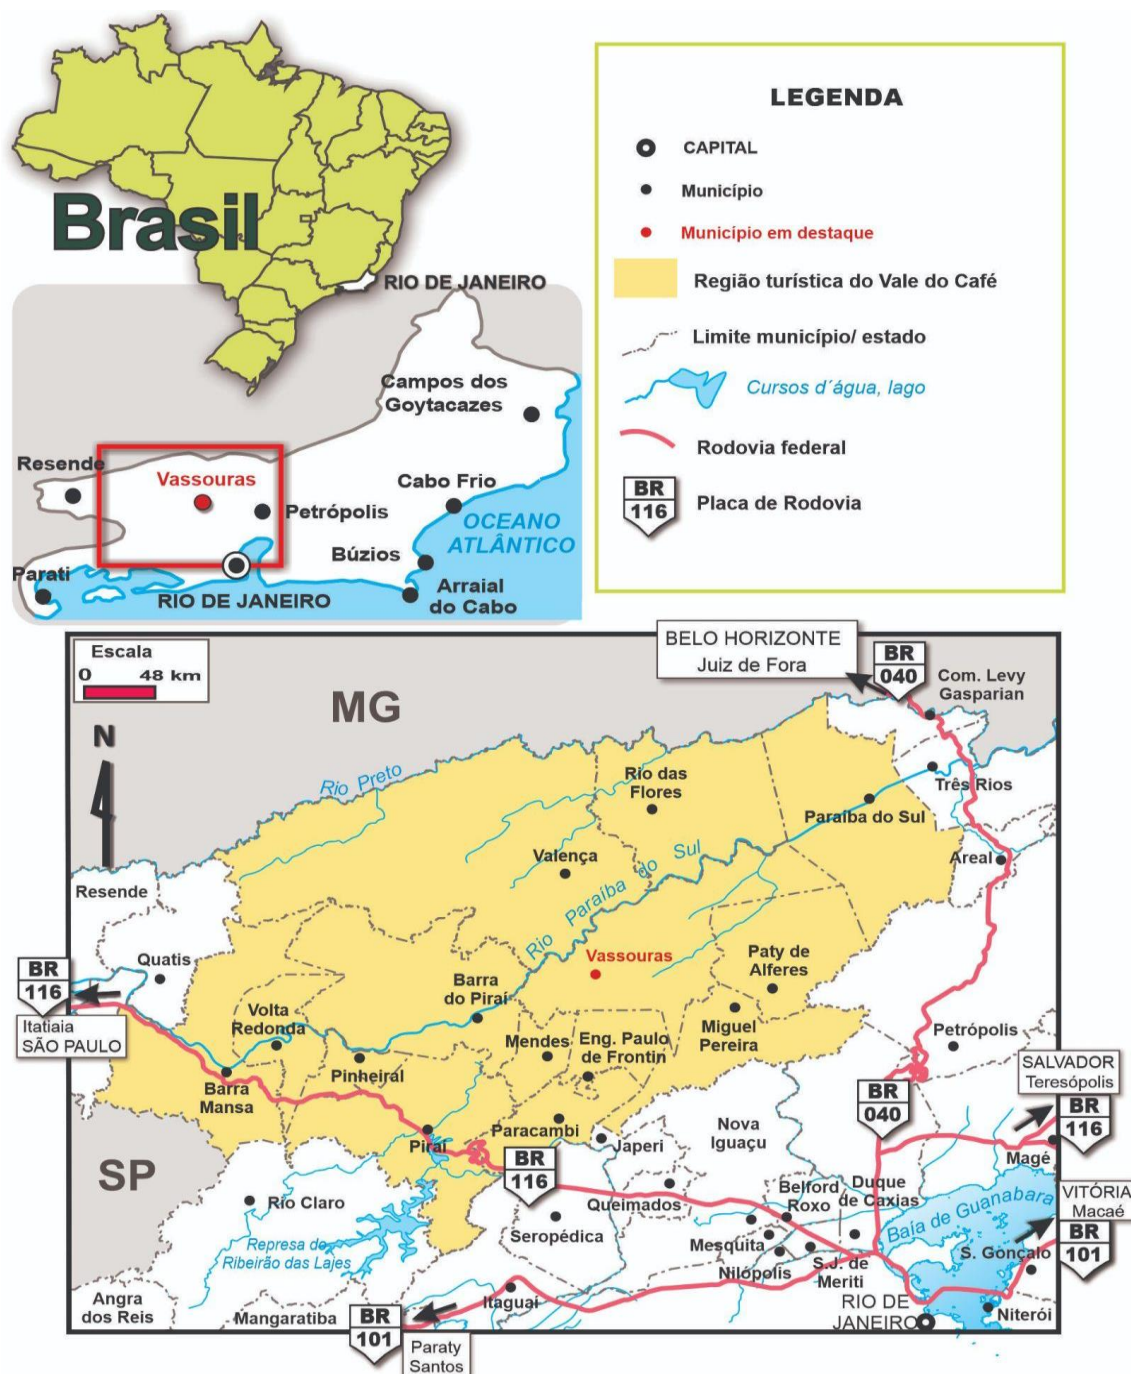 Brasil
RIO DE JANEIRO
Campos dos
Goytacazes
Resende
Vassouras
Cabo Frio
Petrópolis
OCEANO
ATLÂNTICO
Búzios
Parati
RIO DE JANEIRO
Arraial
do Cabo
LEGENDA
CAPITAL
Município
Município em destaque
Região turística do Vale do Café
Limite município/ estado
Cursos d´água, lago
Rodovia federal
BR
116
Placa de Rodovia
Escala
0 48 km
N
MG
BELO HORIZONTE
Juiz de Fora
BR
040
Com. Levy
Gasparian
Rio Preto
Rio das
Flores
Três Rios
Paraíba do Sul
Valença
Areal
Rio Paraíba do Sul
Resende
Quatis
BR
116
Itatiaia
SÃO PAULO
Vassouras
Paty de
Alferes
Barra
do Piraí
Volta
Redonda
Miguel
Pereira
Mendes
Eng. Paulo
de Frontin
Petrópolis
Pinheiral
Barra
Mansa
SALVADOR
Teresópolis
BR
116
BR
040
Paracambi
Nova
Iguaçu
Piraí
Japeri
Magé
BR
116
SP
Rio Claro
Queimados
Belford
Roxo
Duque
de Caxias
Baía de Guanabara
VITÓRIA
Macaé
BR
101
Seropédica
Represa de
Ribeirão das Lajes
Mesquita
Nilópolis
S.J. de
Meriti
S. Gonçalo
Angra
dos Reis
Mangaratiba
Itaguaí
BR
101
Paraty
Santos
RIO DE
JANEIRO
Niterói